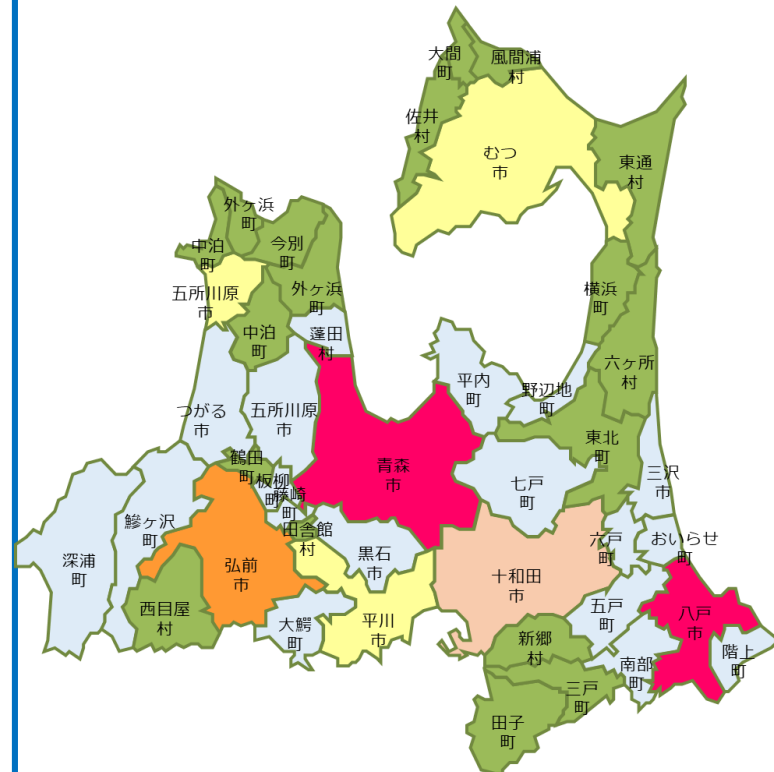 大間
町
風間浦
村
佐井
村
むつ
市
東通
村
外ヶ浜
町
中泊
町
今別
町
五所川原
市
外ヶ浜
町
横浜
町
中泊
町
蓬田
村
六ヶ所
村
平内
町
野辺地
町
つがる
市
五所川原
市
東北
町
鶴田
町
板柳
町
藤崎
町
青森
市
七戸
町
三沢
市
鰺ヶ沢
町
田舎館
村
黒石
市
六戸
町
おいらせ
町
深浦
町
弘前
市
十和田
市
西目屋
村
大鰐
町
平川
市
五戸
町
八戸
市
新郷
村
南部
町
階上
町
三戸
町
田子
町